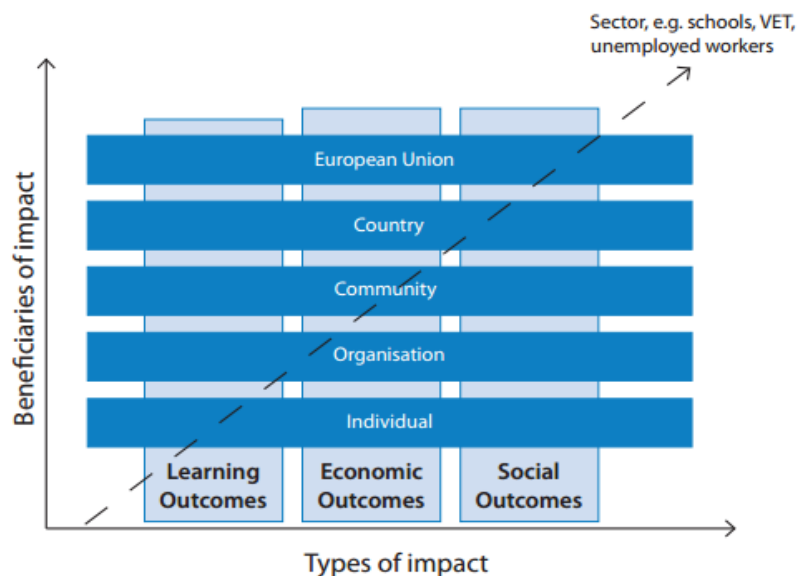 Sector, e.g. schools, VET,
unemployed workers
Beneficiaries of impact
European Union
Country
Community
Organisation
Individual
Learning
Outcomes
Economic
Outcomes
Social
Outcomes
Types of impact